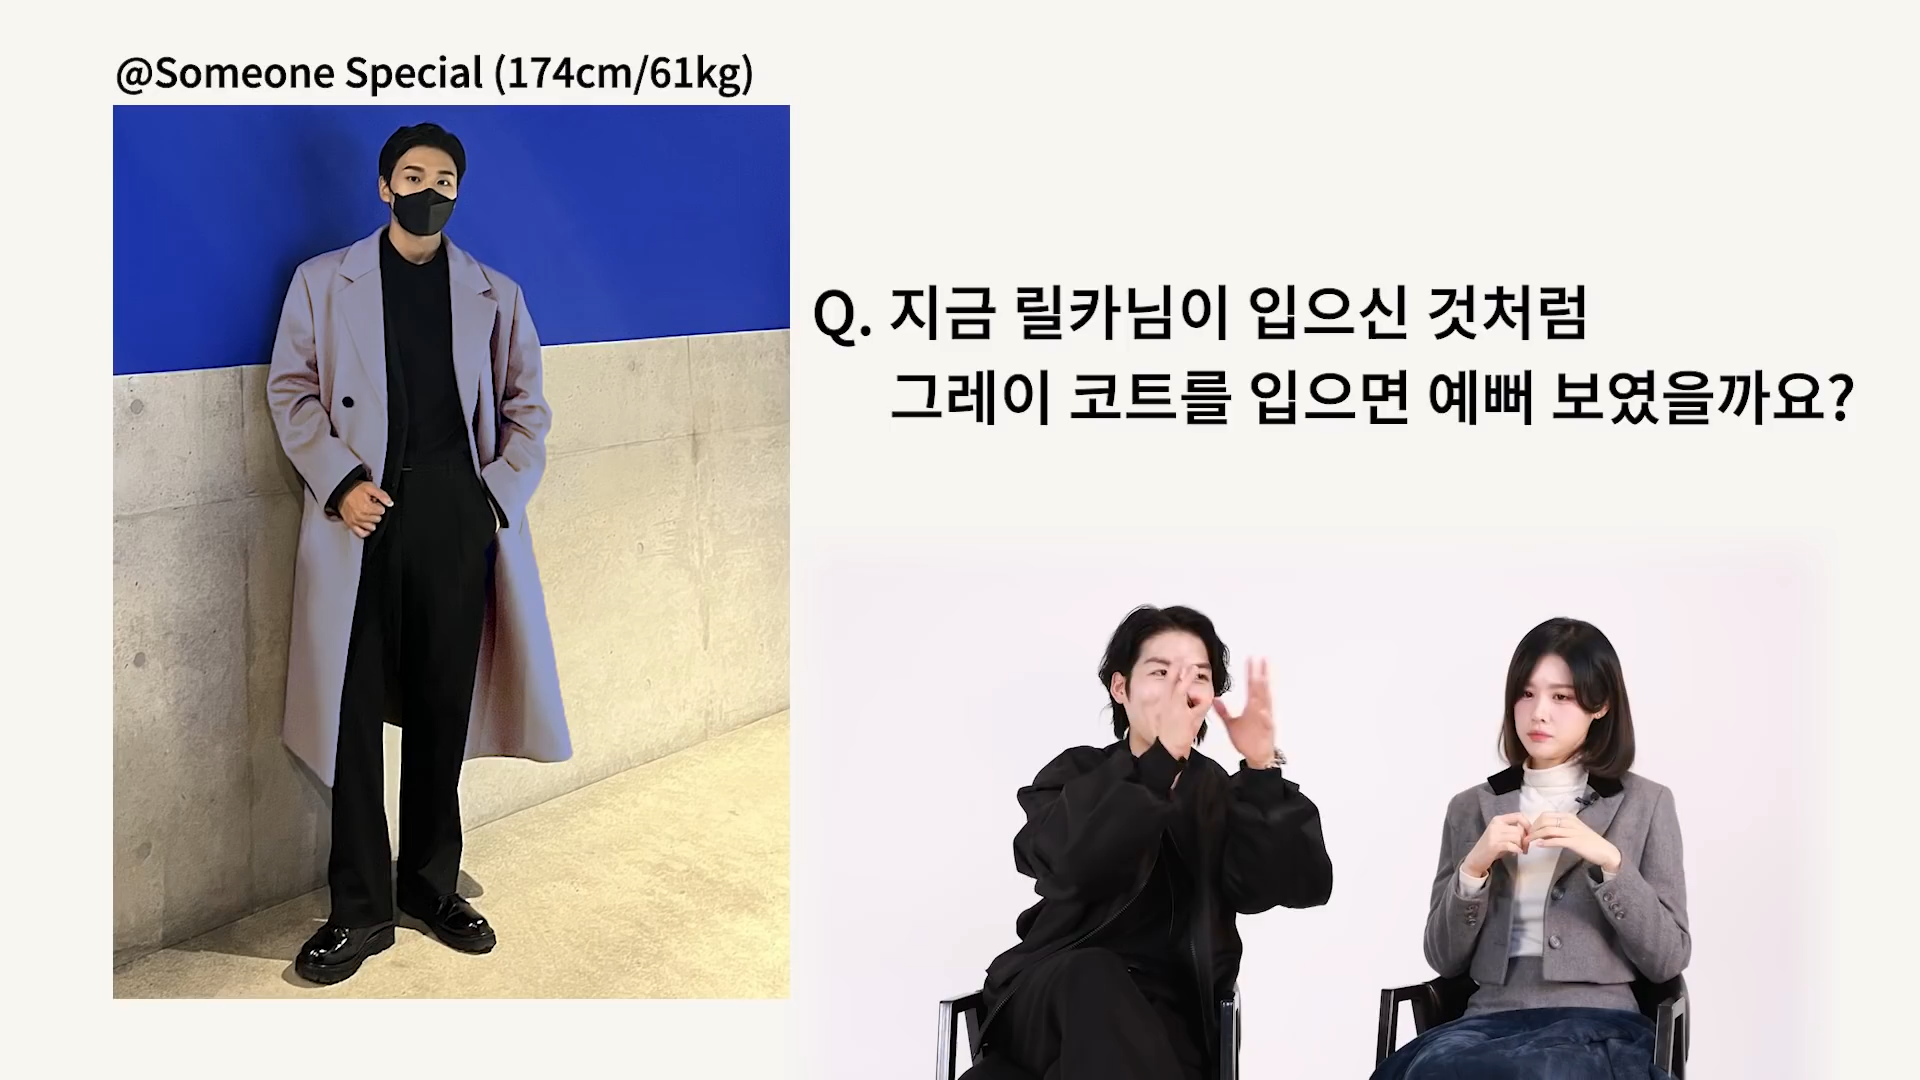 @Someone Special (174cm/61kg)
Q. 지금 릴카님이 입으신 것처럼
그레이 코트를 입으면 예뻐 보였을까요?